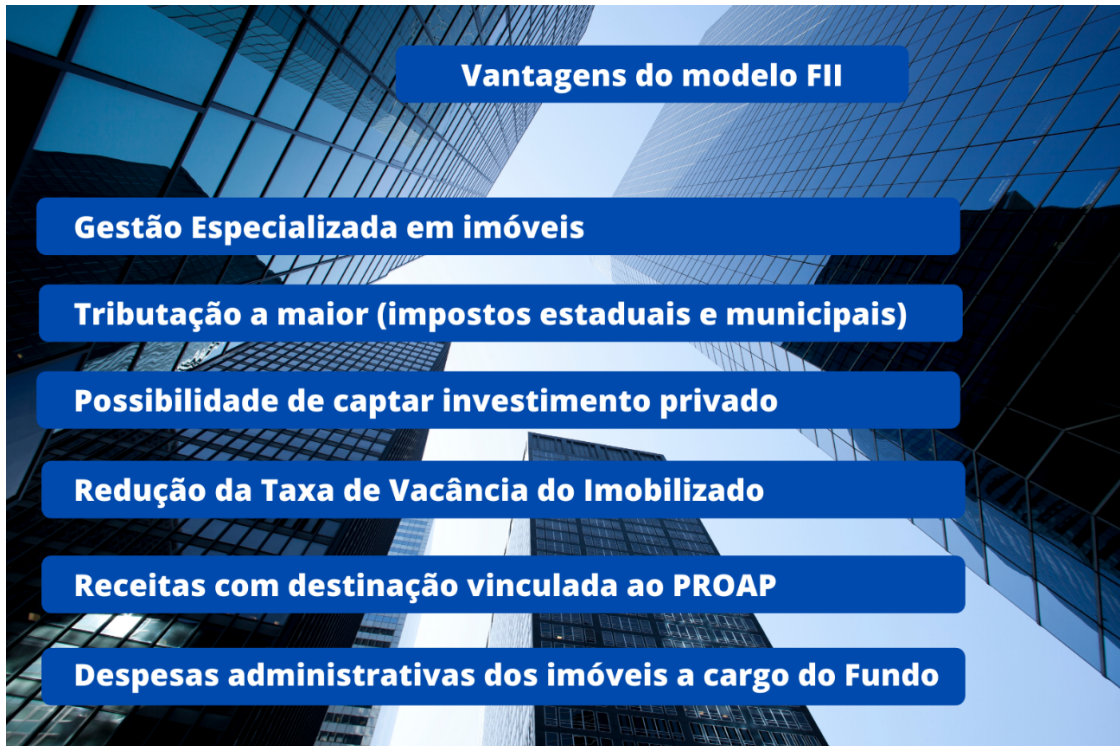 Vantagens do modelo FII
Gestão Especializada em imóveis
Tributação a maior (impostos estaduais e municipais)
Possibilidade de captar investimento privado
Redução da Taxa de Vacância do Imobilizado
Receitas com destinação vinculada ao PROAP
Despesas administrativas dos imóveis a cargo do Fundo